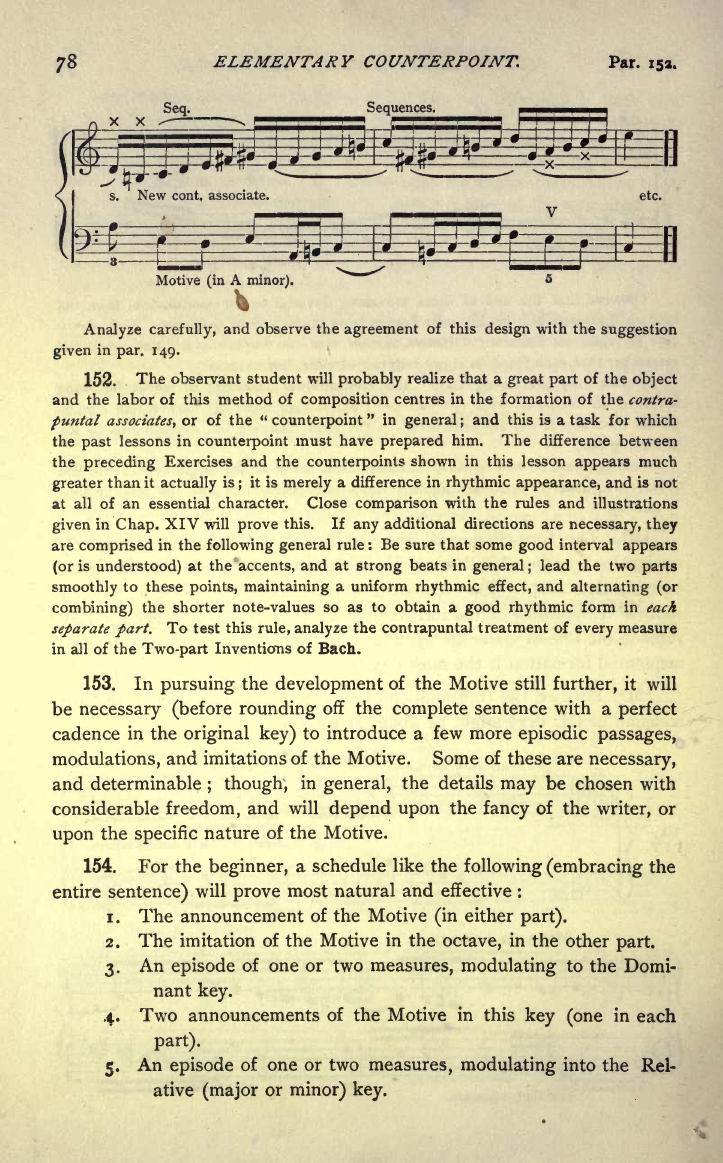 78 ELEMENTARY COUNTERPOINT. Par. 152.
Seq. Sequences.
× ×
× ×
s. New cont. associate. etc.
V
3
Motive (in A minor). 5
Analyze carefully, and observe the agreement of this design with the suggestion
given in par. 149.
152. The observant student will probably realize that a great part of the object
and the labor of this method of composition centres in the formation of the contra-
puntal associates, or of the “counterpoint” in general; and this is a task for which
the past lessons in counterpoint must have prepared him. The difference between
the preceding Exercises and the counterpoints shown in this lesson appears much
greater than it actually is; it is merely a difference in rhythmic appearance, and is not
at all of an essential character. Close comparison with the rules and illustrations
given in Chap. XIV will prove this. If any additional directions are necessary, they
are comprised in the following general rule: Be sure that some good interval appears
(or is understood) at the accents, and at strong beats in general; lead the two parts
smoothly to these points, maintaining a uniform rhythmic effect, and alternating (or
combining) the shorter note-values so as to obtain a good rhythmic form in each
separate part. To test this rule, analyze the contrapuntal treatment of every measure
in all of the Two-part Inventions of Bach.
153. In pursuing the development of the Motive still further, it will
be necessary (before rounding off the complete sentence with a perfect
cadence in the original key) to introduce a few more episodic passages,
modulations, and imitations of the Motive. Some of these are necessary,
and determinable; though, in general, the details may be chosen with
considerable freedom, and will depend upon the fancy of the writer, or
upon the specific nature of the Motive.
154. For the beginner, a schedule like the following (embracing the
entire sentence) will prove most natural and effective:
1. The announcement of the Motive (in either part).
2. The imitation of the Motive in the octave, in the other part.
3. An episode of one or two measures, modulating to the Domi-
nant key.
4. Two announcements of the Motive in this key (one in each
part).
5. An episode of one or two measures, modulating into the Rel-
ative (major or minor) key.